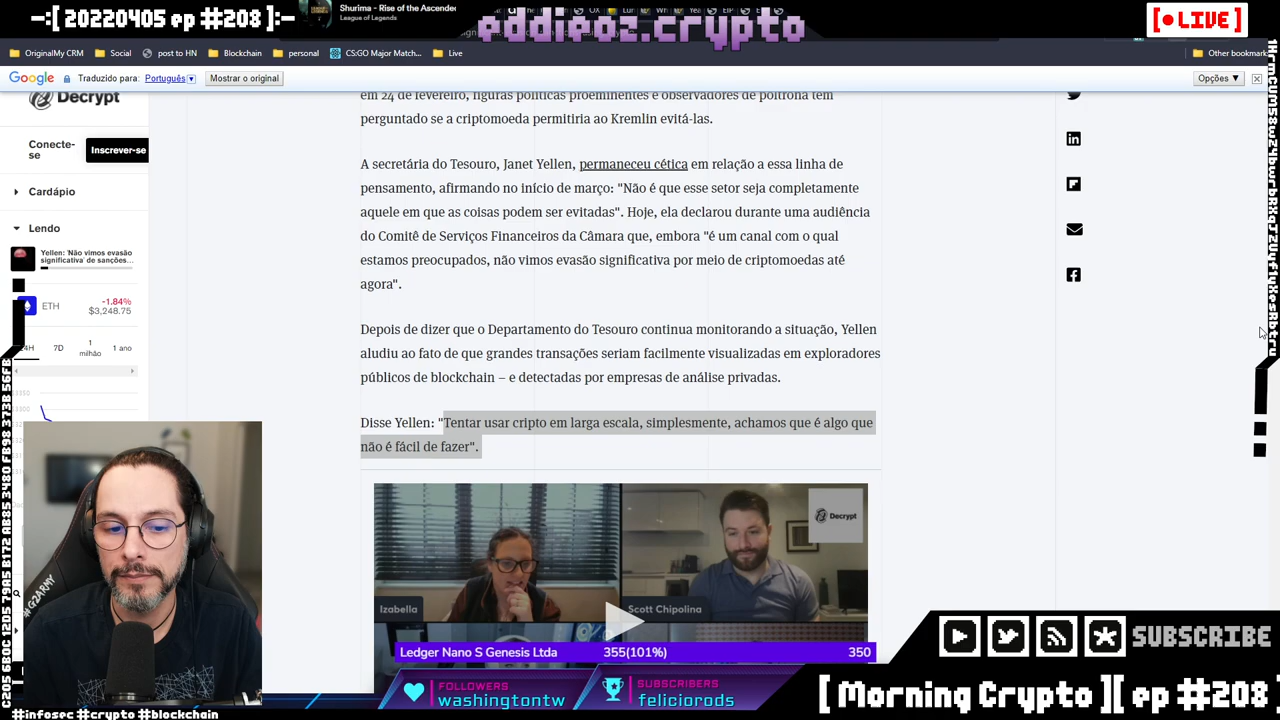 -:[ 20220405 ep #208 ]:-
Shurima - Rise of the Ascended
League of Legends
eddieoz.crypto
[● LIVE ]
OriginalMy CRM
Social
post to HN
Blockchain
personal
CS:GO Major Match...
Live
Other bookmark
Google
Traduzido para: Português
Mostrar o original
Opções ▼
Decrypt
Conecte-
se
Inscrever-se
Cardápio
Lendo
Yellen: 'Não vimos evasão
significativa' de sanções...
ETH
-1.84%
$3,248.75
24H
7D
1
milhão
1 ano
em 24 de fevereiro, figuras políticas proeminentes e observadores de poltrona têm
perguntado se a criptomoeda permitiria ao Kremlin evitá-las.
A secretária do Tesouro, Janet Yellen, permaneceu cética em relação a essa linha de
pensamento, afirmando no início de março: "Não é que esse setor seja completamente
aquele em que as coisas podem ser evitadas". Hoje, ela declarou durante uma audiência
do Comitê de Serviços Financeiros da Câmara que, embora "é um canal com o qual
estamos preocupados, não vimos evasão significativa por meio de criptomoedas até
agora".
Depois de dizer que o Departamento do Tesouro continua monitorando a situação, Yellen
aludiu ao fato de que grandes transações seriam facilmente visualizadas em exploradores
públicos de blockchain – e detectadas por empresas de análise privadas.
Disse Yellen: "Tentar usar cripto em larga escala, simplesmente, achamos que é algo que
não é fácil de fazer".
Decrypt
Izabella
Scott Chipolina
Ledger Nano S Genesis Ltda
355(101%)
350
FOLLOWERS
washingtontw
SUBSCRIBERS
feliciorods
#G2ARMY
SUBSCRIBE
[ Morning Crypto ][ ep #208 ]
#infosec #crypto #blockchain